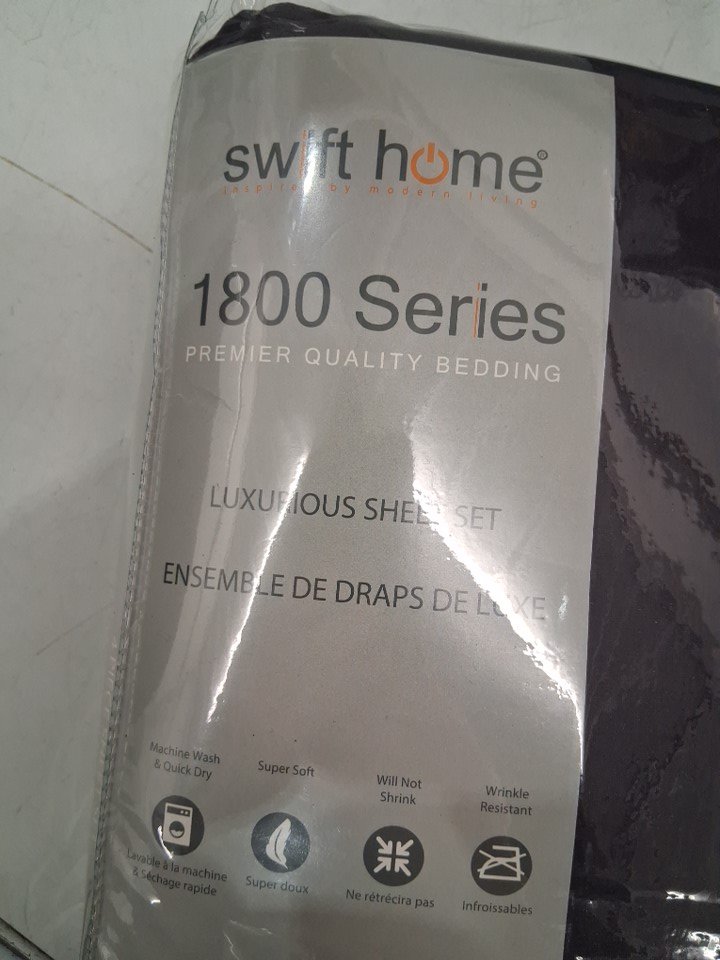 swift home®
inspired by modern living
1800 Series
PREMIER QUALITY BEDDING
LUXURIOUS SHEET SET
ENSEMBLE DE DRAPS DE LUXE
Machine Wash
& Quick Dry
Super Soft
Will Not
Shrink
Wrinkle
Resistant
Lavable à la machine
& Séchage rapide
Super doux
Ne rétrécira pas
Infroissables